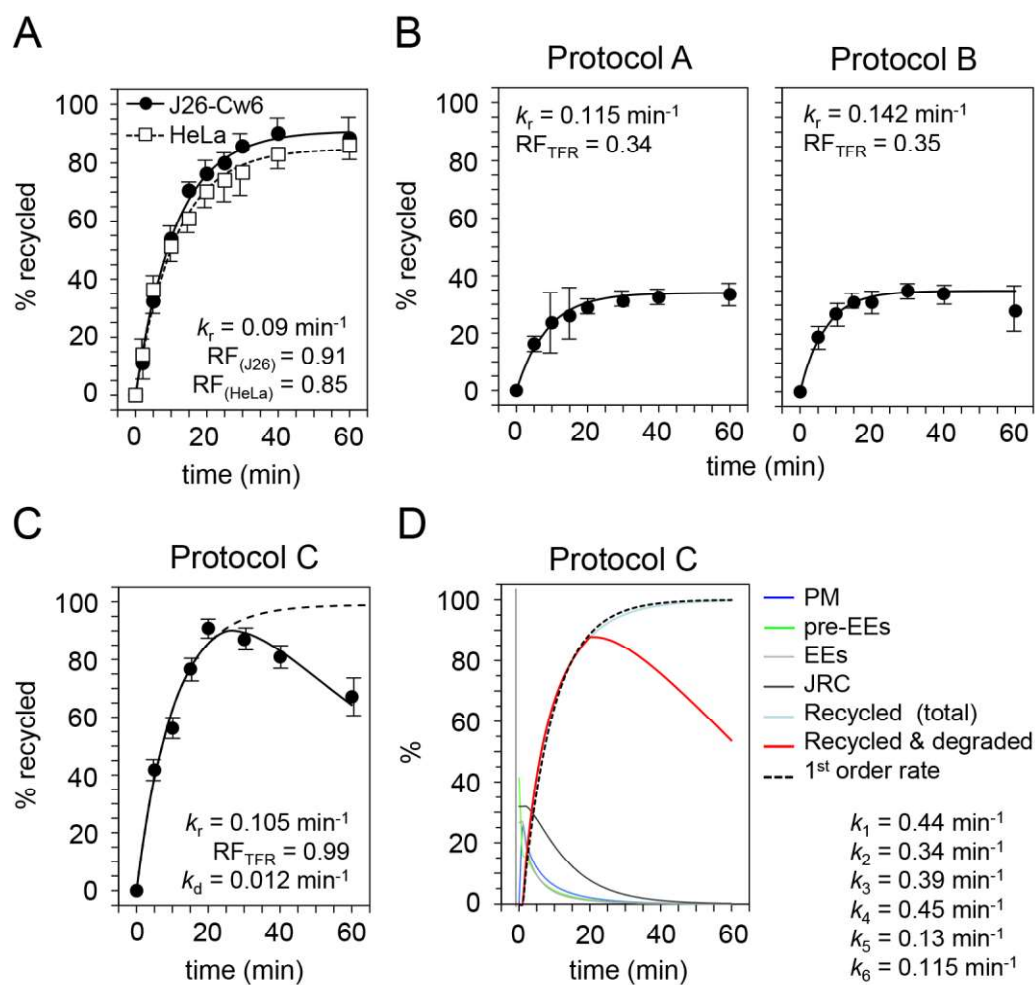 A
J26-Cw6
HeLa
kr = 0.09 min-1
RF(J26) = 0.91
RF(HeLa) = 0.85
% recycled
100
80
60
40
20
0
0 20 40 60
time (min)
B
Protocol A
kr = 0.115 min-1
RFTFR = 0.34
% recycled
100
80
60
40
20
0
0 20 40 60
Protocol B
kr = 0.142 min-1
RFTFR = 0.35
0 20 40 60
time (min)
C
Protocol C
% recycled
100
80
60
40
20
0
kr = 0.105 min-1
RFTFR = 0.99
kd = 0.012 min-1
0 20 40 60
time (min)
D
Protocol C
%
100
80
60
40
20
0
0 20 40 60
time (min)
PM
pre-EEs
EEs
JRC
Recycled (total)
Recycled & degraded
1st order rate
k1 = 0.44 min-1
k2 = 0.34 min-1
k3 = 0.39 min-1
k4 = 0.45 min-1
k5 = 0.13 min-1
k6 = 0.115 min-1